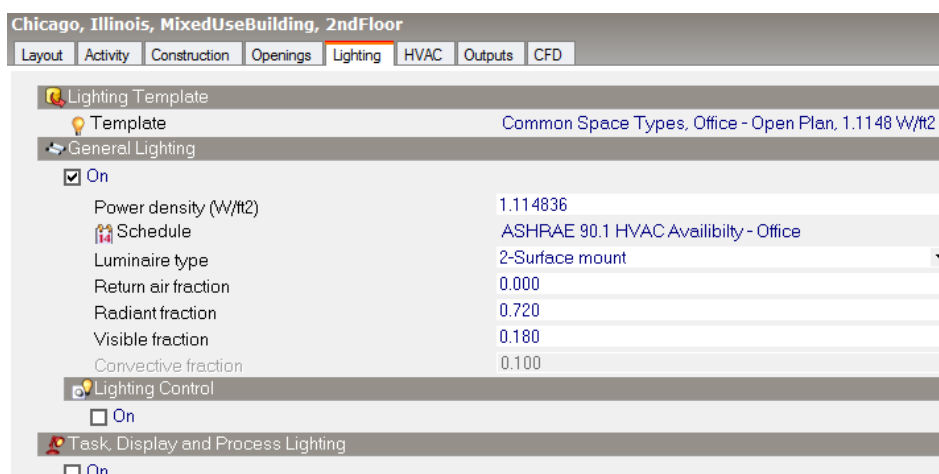 Chicago, Illinois, MixedUseBuilding, 2ndFloor
Layout Activity Construction Openings Lighting HVAC Outputs CFD
Lighting Template
Template Common Space Types, Office - Open Plan, 1.1148 W/ft2
General Lighting
On
Power density (W/ft2) 1.114836
14 Schedule ASHRAE 90.1 HVAC Availibilty - Office
Luminaire type 2-Surface mount
Return air fraction 0.000
Radiant fraction 0.720
Visible fraction 0.180
Convective fraction 0.100
Lighting Control
On
Task, Display and Process Lighting
On